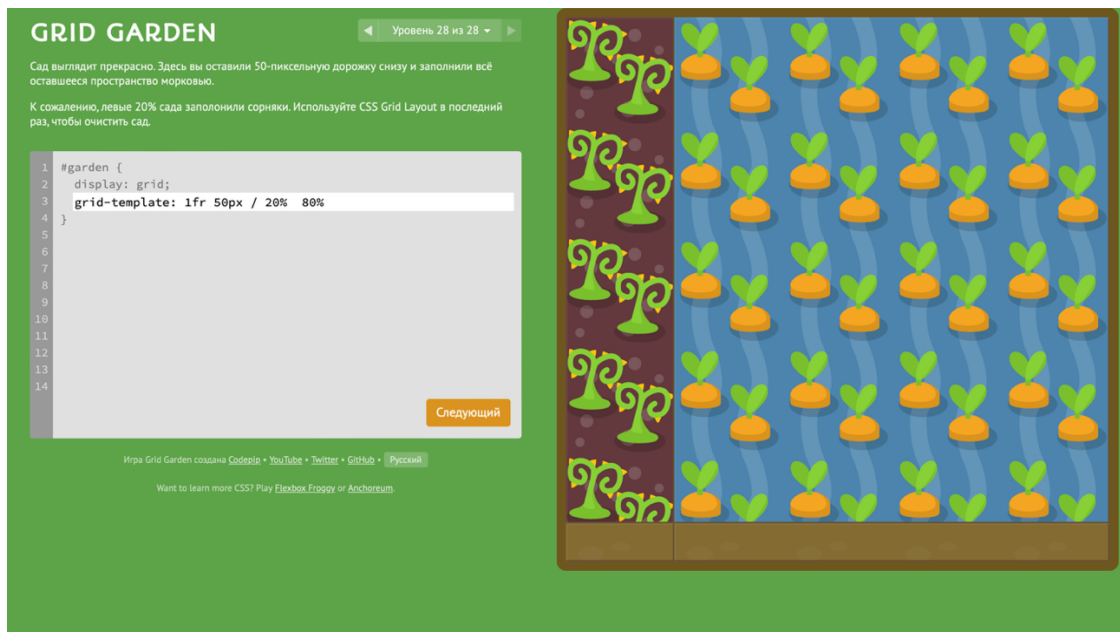 GRID GARDEN
Уровень 28 из 28
Сад выглядит прекрасно. Здесь вы оставили 50-пиксельную дорожку снизу и заполнили всё
оставшееся пространство морковью.
К сожалению, левые 20% сада заполонили сорняки. Используйте CSS Grid Layout в последний
раз, чтобы очистить сад.
1 #garden {
2 display: grid;
3 grid-template: 1fr 50px / 20%  80%
4 }
5
6
7
8
9
10
11
12
13
14
Следующий
Игра Grid Garden создана Codepip • YouTube • Twitter • GitHub • Русский
Want to learn more CSS? Play Flexbox Froggy or Anchoreum.